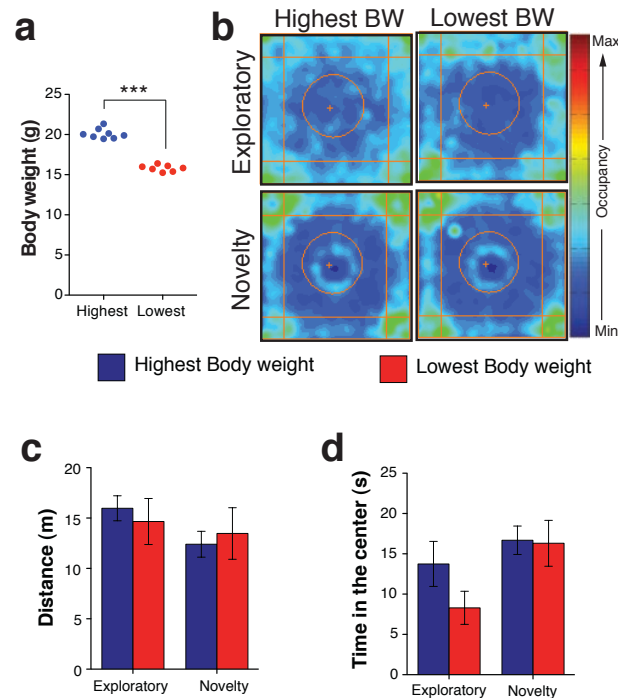 a
Body weight (g)
25
20
15
10
5
0
***
Highest
Lowest
b
Highest BW
Lowest BW
Exploratory
Novelty
Max
Occupancy
Min
Highest Body weight
Lowest Body weight
c
Distance (m)
20
15
10
5
0
Exploratory
Novelty
d
Time in the center (s)
25
20
15
10
5
0
Exploratory
Novelty